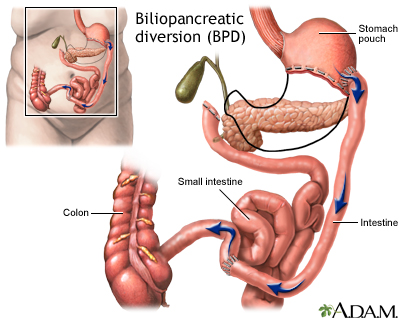 Biliopancreatic
diversion (BPD)
Stomach
pouch
Small intestine
Colon
Intestine
A.D.A.M.